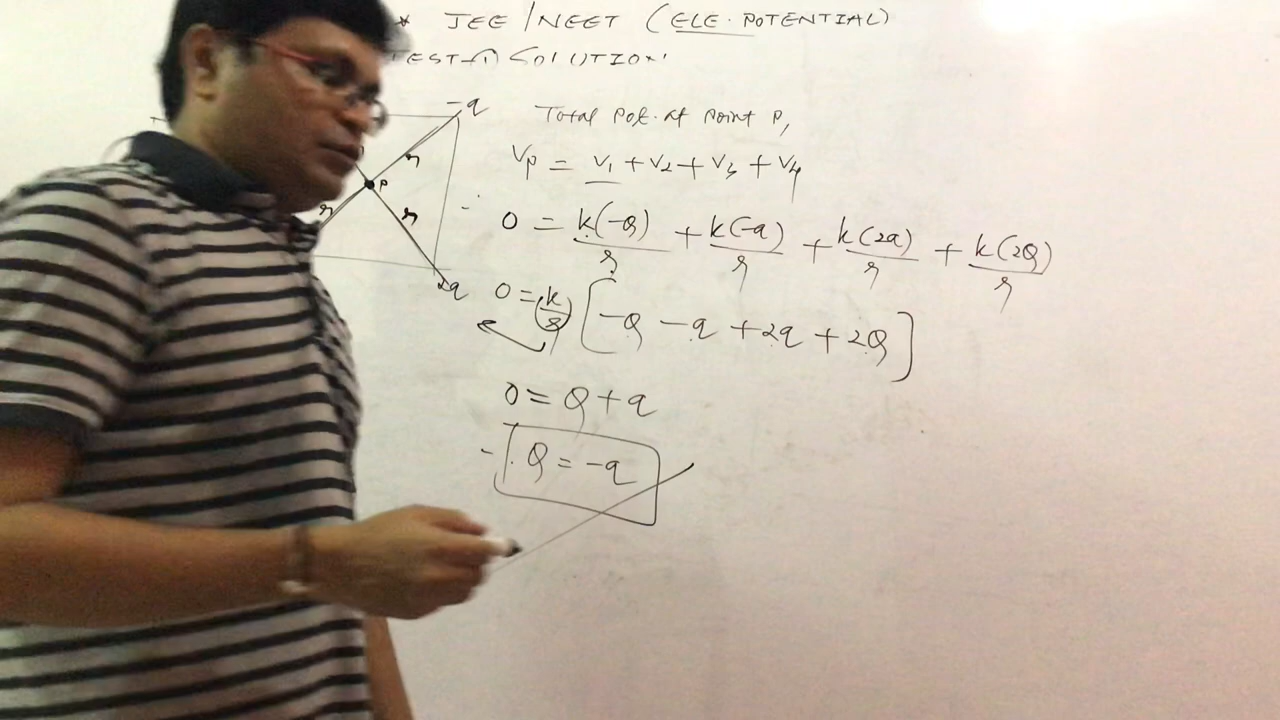 * JEE/NEET (ELE. POTENTIAL)
TEST-① SOLUTION:
-q
Total Pot. at point P,
Vp = V1 + V2 + V3 + V4
P
r
r
r
0 = k(-Q)/r + k(-q)/r + k(2q)/r + k(2Q)/r
2q
0 = (k/r) [-Q - q + 2q + 2Q]
0 = Q + q
Q = -q